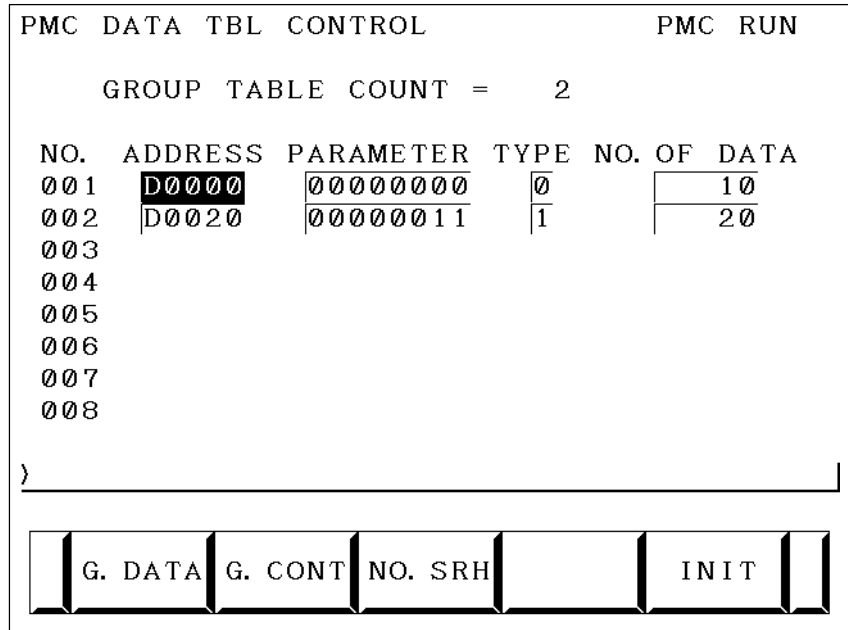 PMC DATA TBL CONTROL PMC RUN
GROUP TABLE COUNT = 2
NO. ADDRESS PARAMETER TYPE NO. OF DATA
001 D0000 00000000 0 10
002 D0020 00000011 1 20
003
004
005
006
007
008
>
G. DATA G. CONT NO. SRH INIT